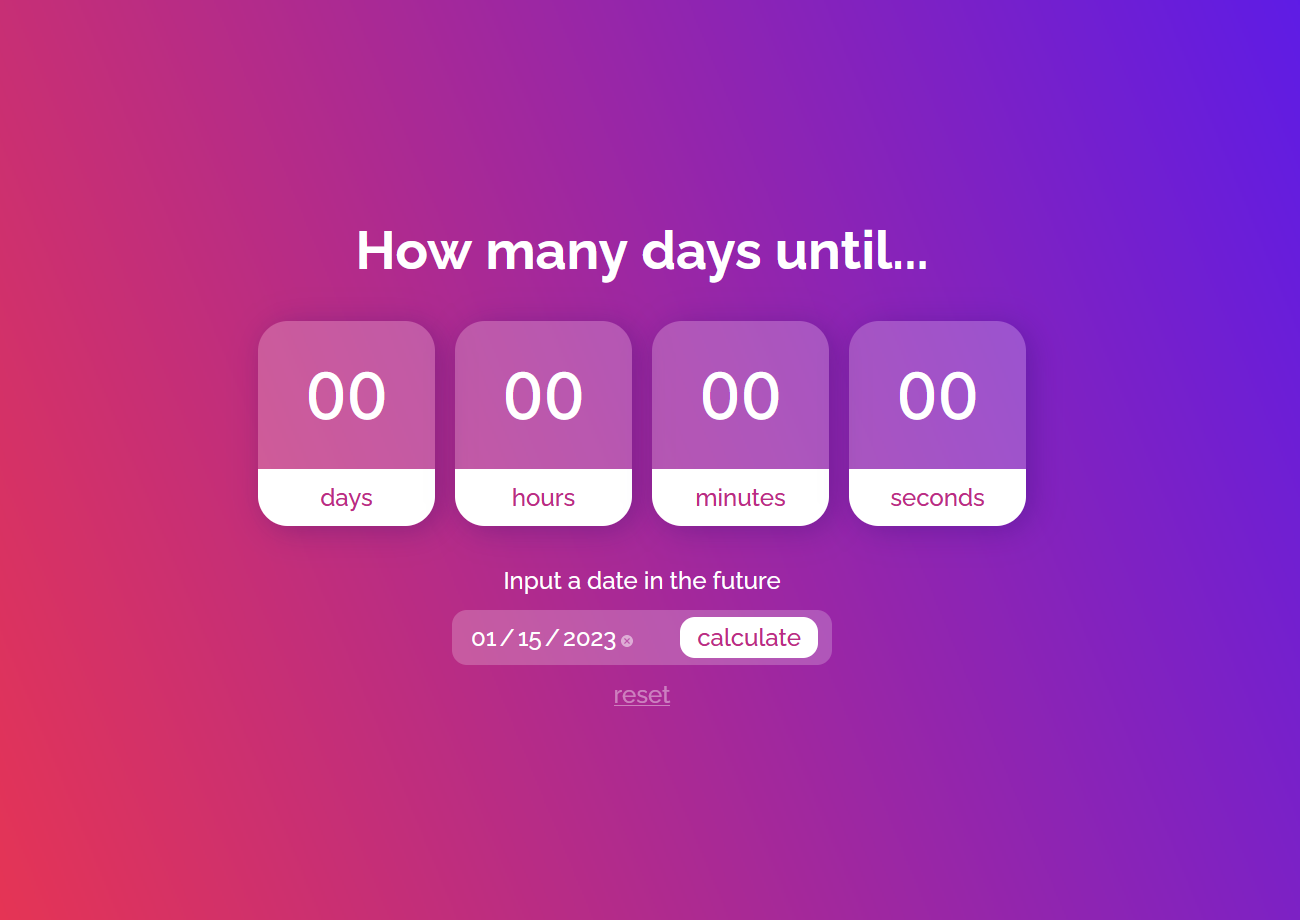 How many days until...
00 00 00 00
days hours minutes seconds
Input a date in the future
01/15/2023 calculate
reset